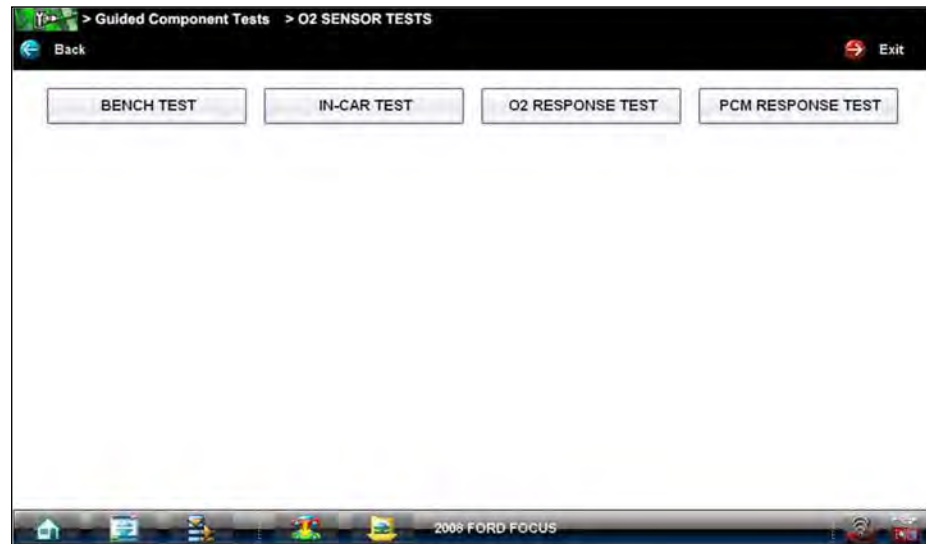 > Guided Component Tests > O2 SENSOR TESTS
Back Exit
BENCH TEST IN-CAR TEST O2 RESPONSE TEST PCM RESPONSE TEST
2008 FORD FOCUS